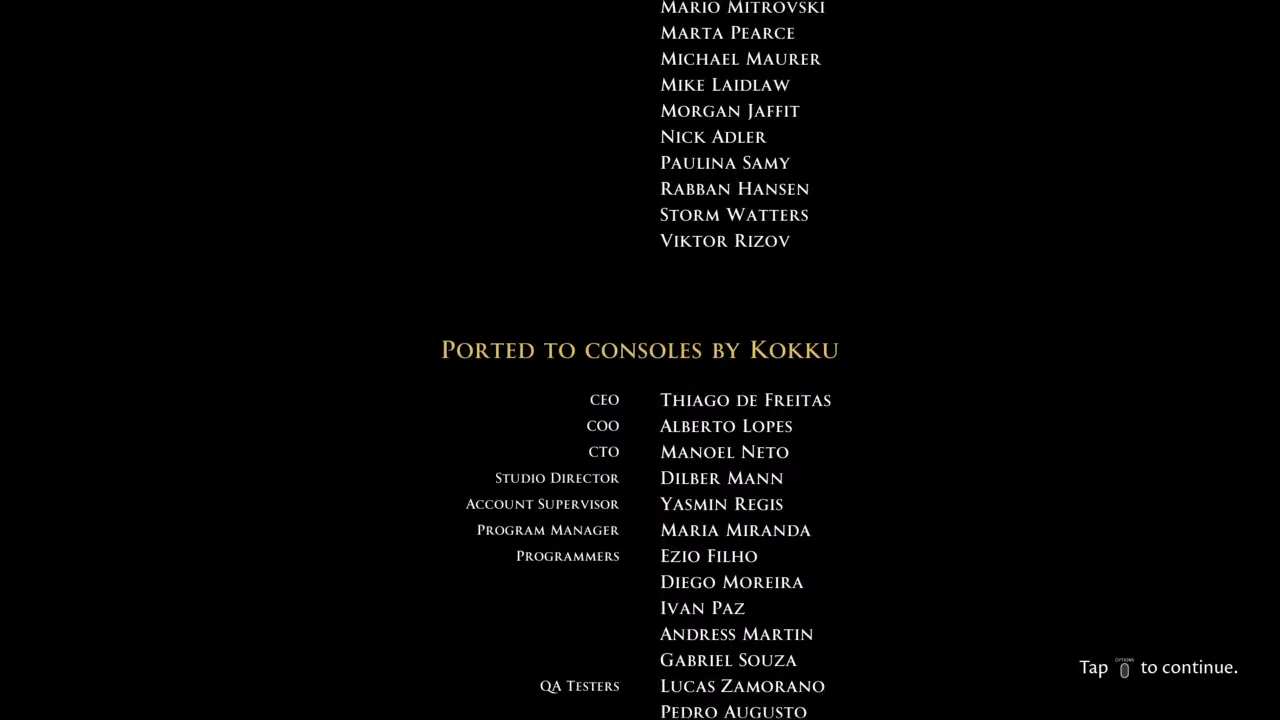 Mario Mitrovski
Marta Pearce
Michael Maurer
Mike Laidlaw
Morgan Jaffit
Nick Adler
Paulina Samy
Rabban Hansen
Storm Watters
Viktor Rizov
Ported to consoles by Kokku
CEO Thiago de Freitas
COO Alberto Lopes
CTO Manoel Neto
Studio Director Dilber Mann
Account Supervisor Yasmin Regis
Program Manager Maria Miranda
Programmers Ezio Filho
Diego Moreira
Ivan Paz
Andress Martin
Gabriel Souza
QA Testers Lucas Zamorano
Pedro Augusto
Tap OPTIONS to continue.